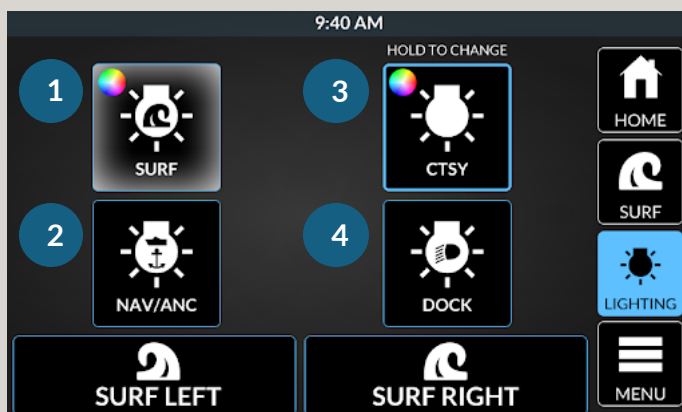 9:40 AM
HOLD TO CHANGE
1
SURF
3
CTSY
HOME
SURF
2
NAV/ANC
4
DOCK
LIGHTING
SURF LEFT
SURF RIGHT
MENU